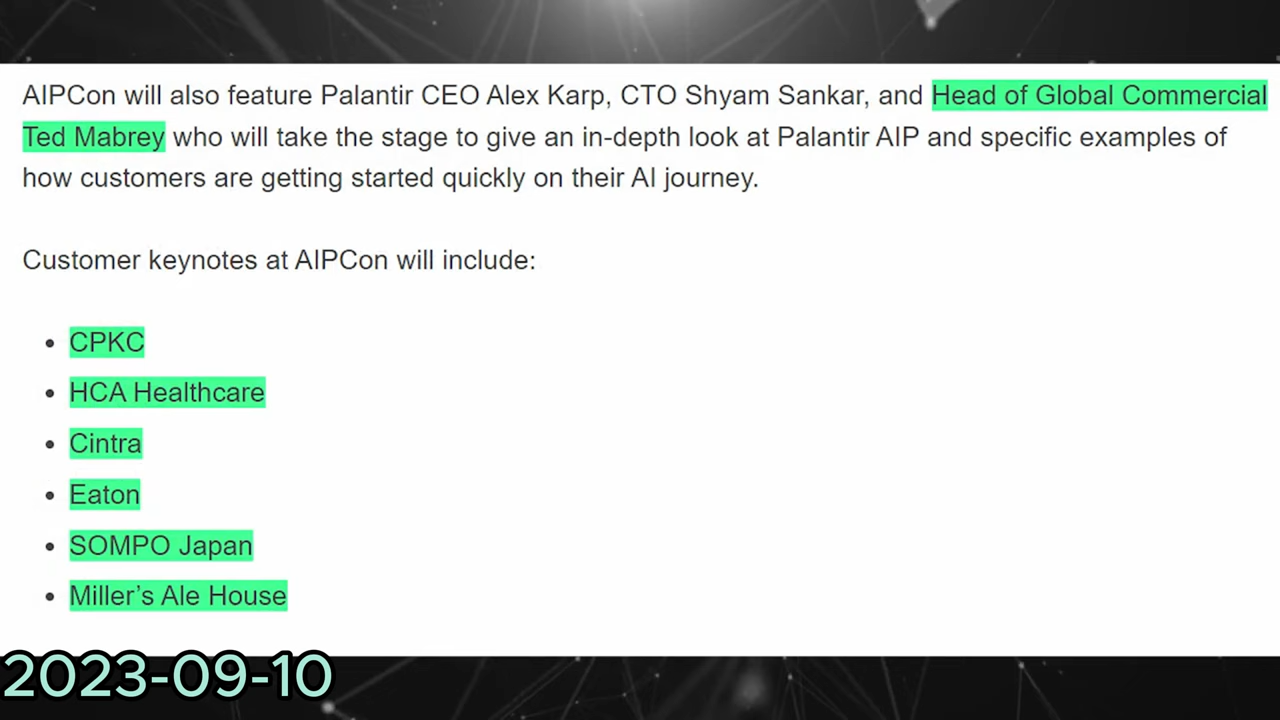 AIPCon will also feature Palantir CEO Alex Karp, CTO Shyam Sankar, and Head of Global Commercial
Ted Mabrey who will take the stage to give an in-depth look at Palantir AIP and specific examples of
how customers are getting started quickly on their AI journey.
Customer keynotes at AIPCon will include:
• CPKC
• HCA Healthcare
• Cintra
• Eaton
• SOMPO Japan
• Miller’s Ale House
2023-09-10